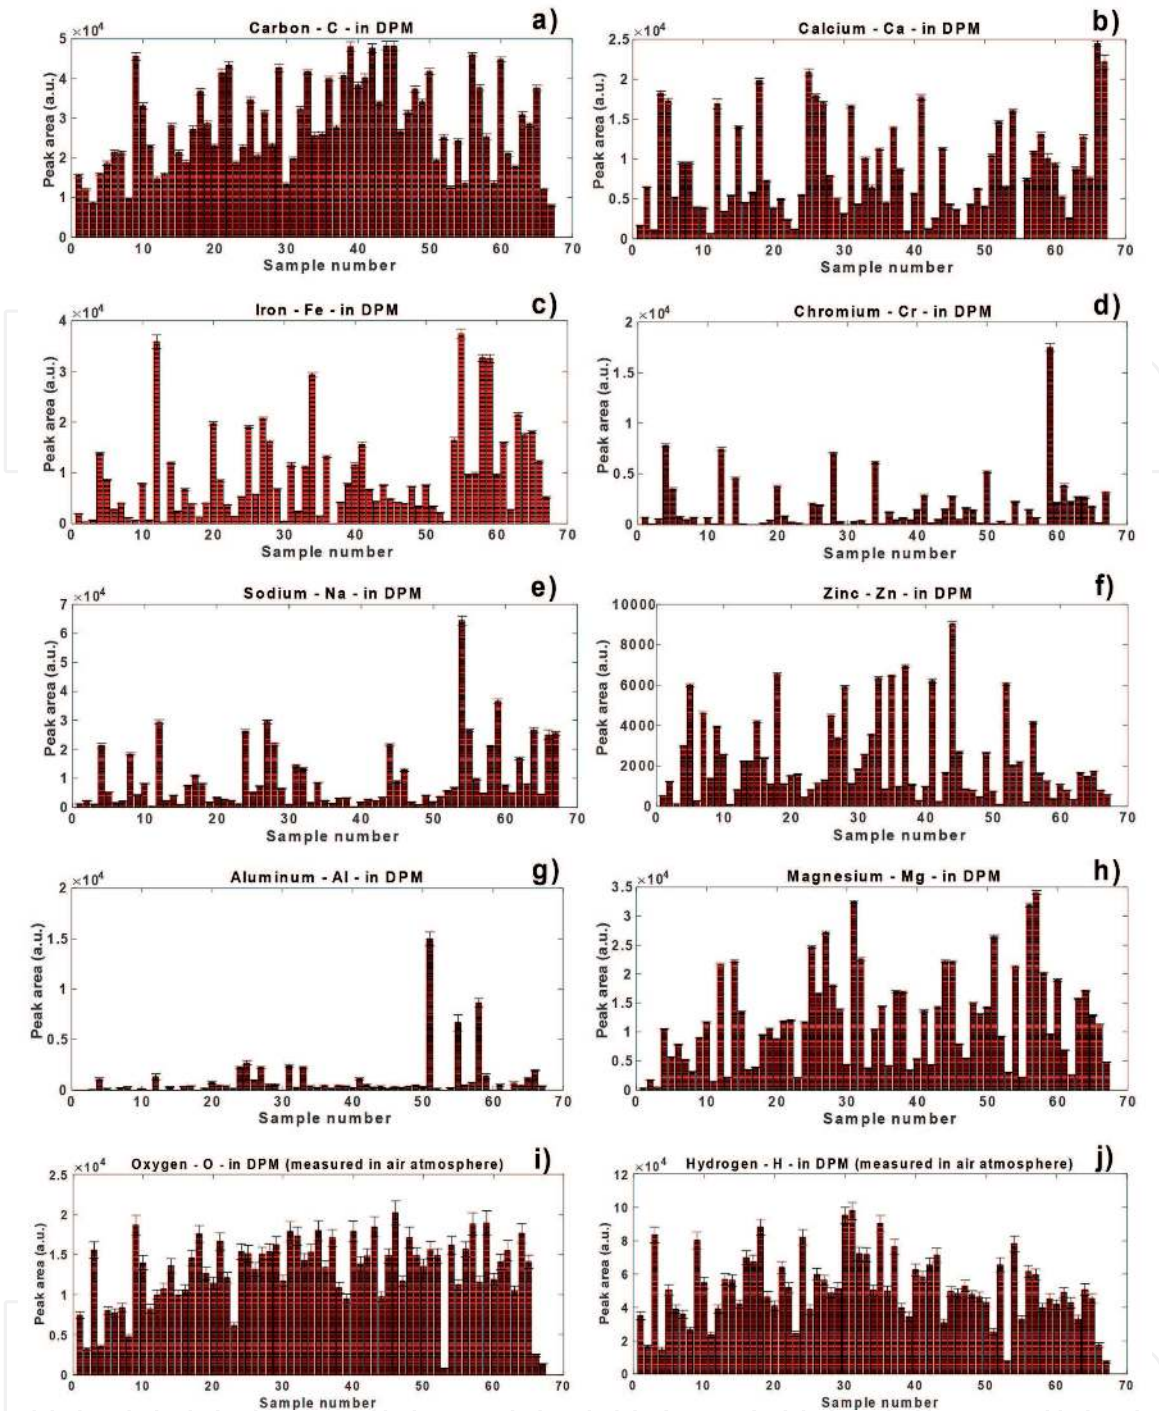 a)
Carbon - C - in DPM
×10⁴
5
4
3
2
1
0
Peak area (a.u.)
10 20 30 40 50 60 70
Sample number
b)
Calcium - Ca - in DPM
×10⁴
2.5
2
1.5
1
0.5
0
Peak area (a.u.)
0 10 20 30 40 50 60 70
Sample number
c)
Iron - Fe - in DPM
×10⁴
4
3
2
1
0
Peak area (a.u.)
0 10 20 30 40 50 60 70
Sample number
d)
Chromium - Cr - in DPM
×10⁴
2
1.5
1
0.5
0
Peak area (a.u.)
0 10 20 30 40 50 60 70
Sample number
e)
Sodium - Na - in DPM
×10⁴
7
6
5
4
3
2
1
0
Peak area (a.u.)
0 10 20 30 40 50 60 70
Sample number
f)
Zinc - Zn - in DPM
10000
8000
6000
4000
2000
0
Peak area (a.u.)
0 10 20 30 40 50 60 70
Sample number
g)
Aluminum - Al - in DPM
×10⁴
2
1.5
1
0.5
0
Peak area (a.u.)
0 10 20 30 40 50 60 70
Sample number
h)
Magnesium - Mg - in DPM
×10⁴
3.5
3
2.5
2
1.5
1
0.5
0
Peak area (a.u.)
0 10 20 30 40 50 60 70
Sample number
i)
Oxygen - O - in DPM (measured in air atmosphere)
×10⁴
2.5
2
1.5
1
0.5
0
Peak area (a.u.)
0 10 20 30 40 50 60 70
Sample number
j)
Hydrogen - H - in DPM (measured in air atmosphere)
×10⁴
12
10
8
6
4
2
0
Peak area (a.u.)
0 10 20 30 40 50 60 70
Sample number